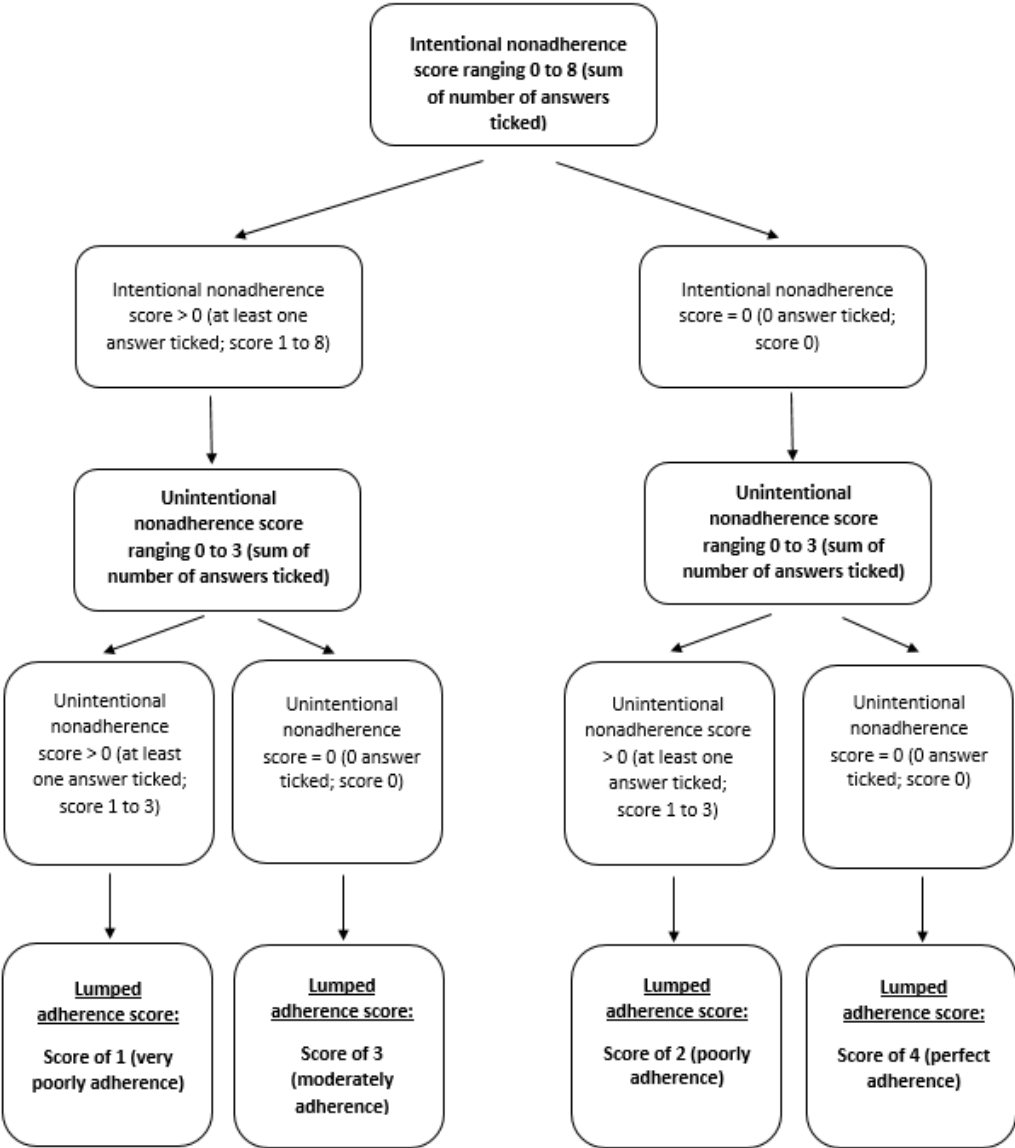 Intentional nonadherence
score ranging 0 to 8 (sum
of number of answers
ticked)
Intentional nonadherence
score > 0 (at least one
answer ticked; score 1 to 8)
Intentional nonadherence
score = 0 (0 answer ticked;
score 0)
Unintentional
nonadherence score
ranging 0 to 3 (sum of
number of answers ticked)
Unintentional
nonadherence score
ranging 0 to 3 (sum of
number of answers ticked)
Unintentional
nonadherence
score > 0 (at least
one answer ticked;
score 1 to 3)
Unintentional
nonadherence
score = 0 (0 answer
ticked; score 0)
Unintentional
nonadherence score
> 0 (at least one
answer ticked;
score 1 to 3)
Unintentional
nonadherence
score = 0 (0 answer
ticked; score 0)
Lumped
adherence score:
Score of 1 (very
poorly adherence)
Lumped
adherence score:
Score of 3
(moderately
adherence)
Lumped
adherence score:
Score of 2 (poorly
adherence)
Lumped
adherence score:
Score of 4 (perfect
adherence)